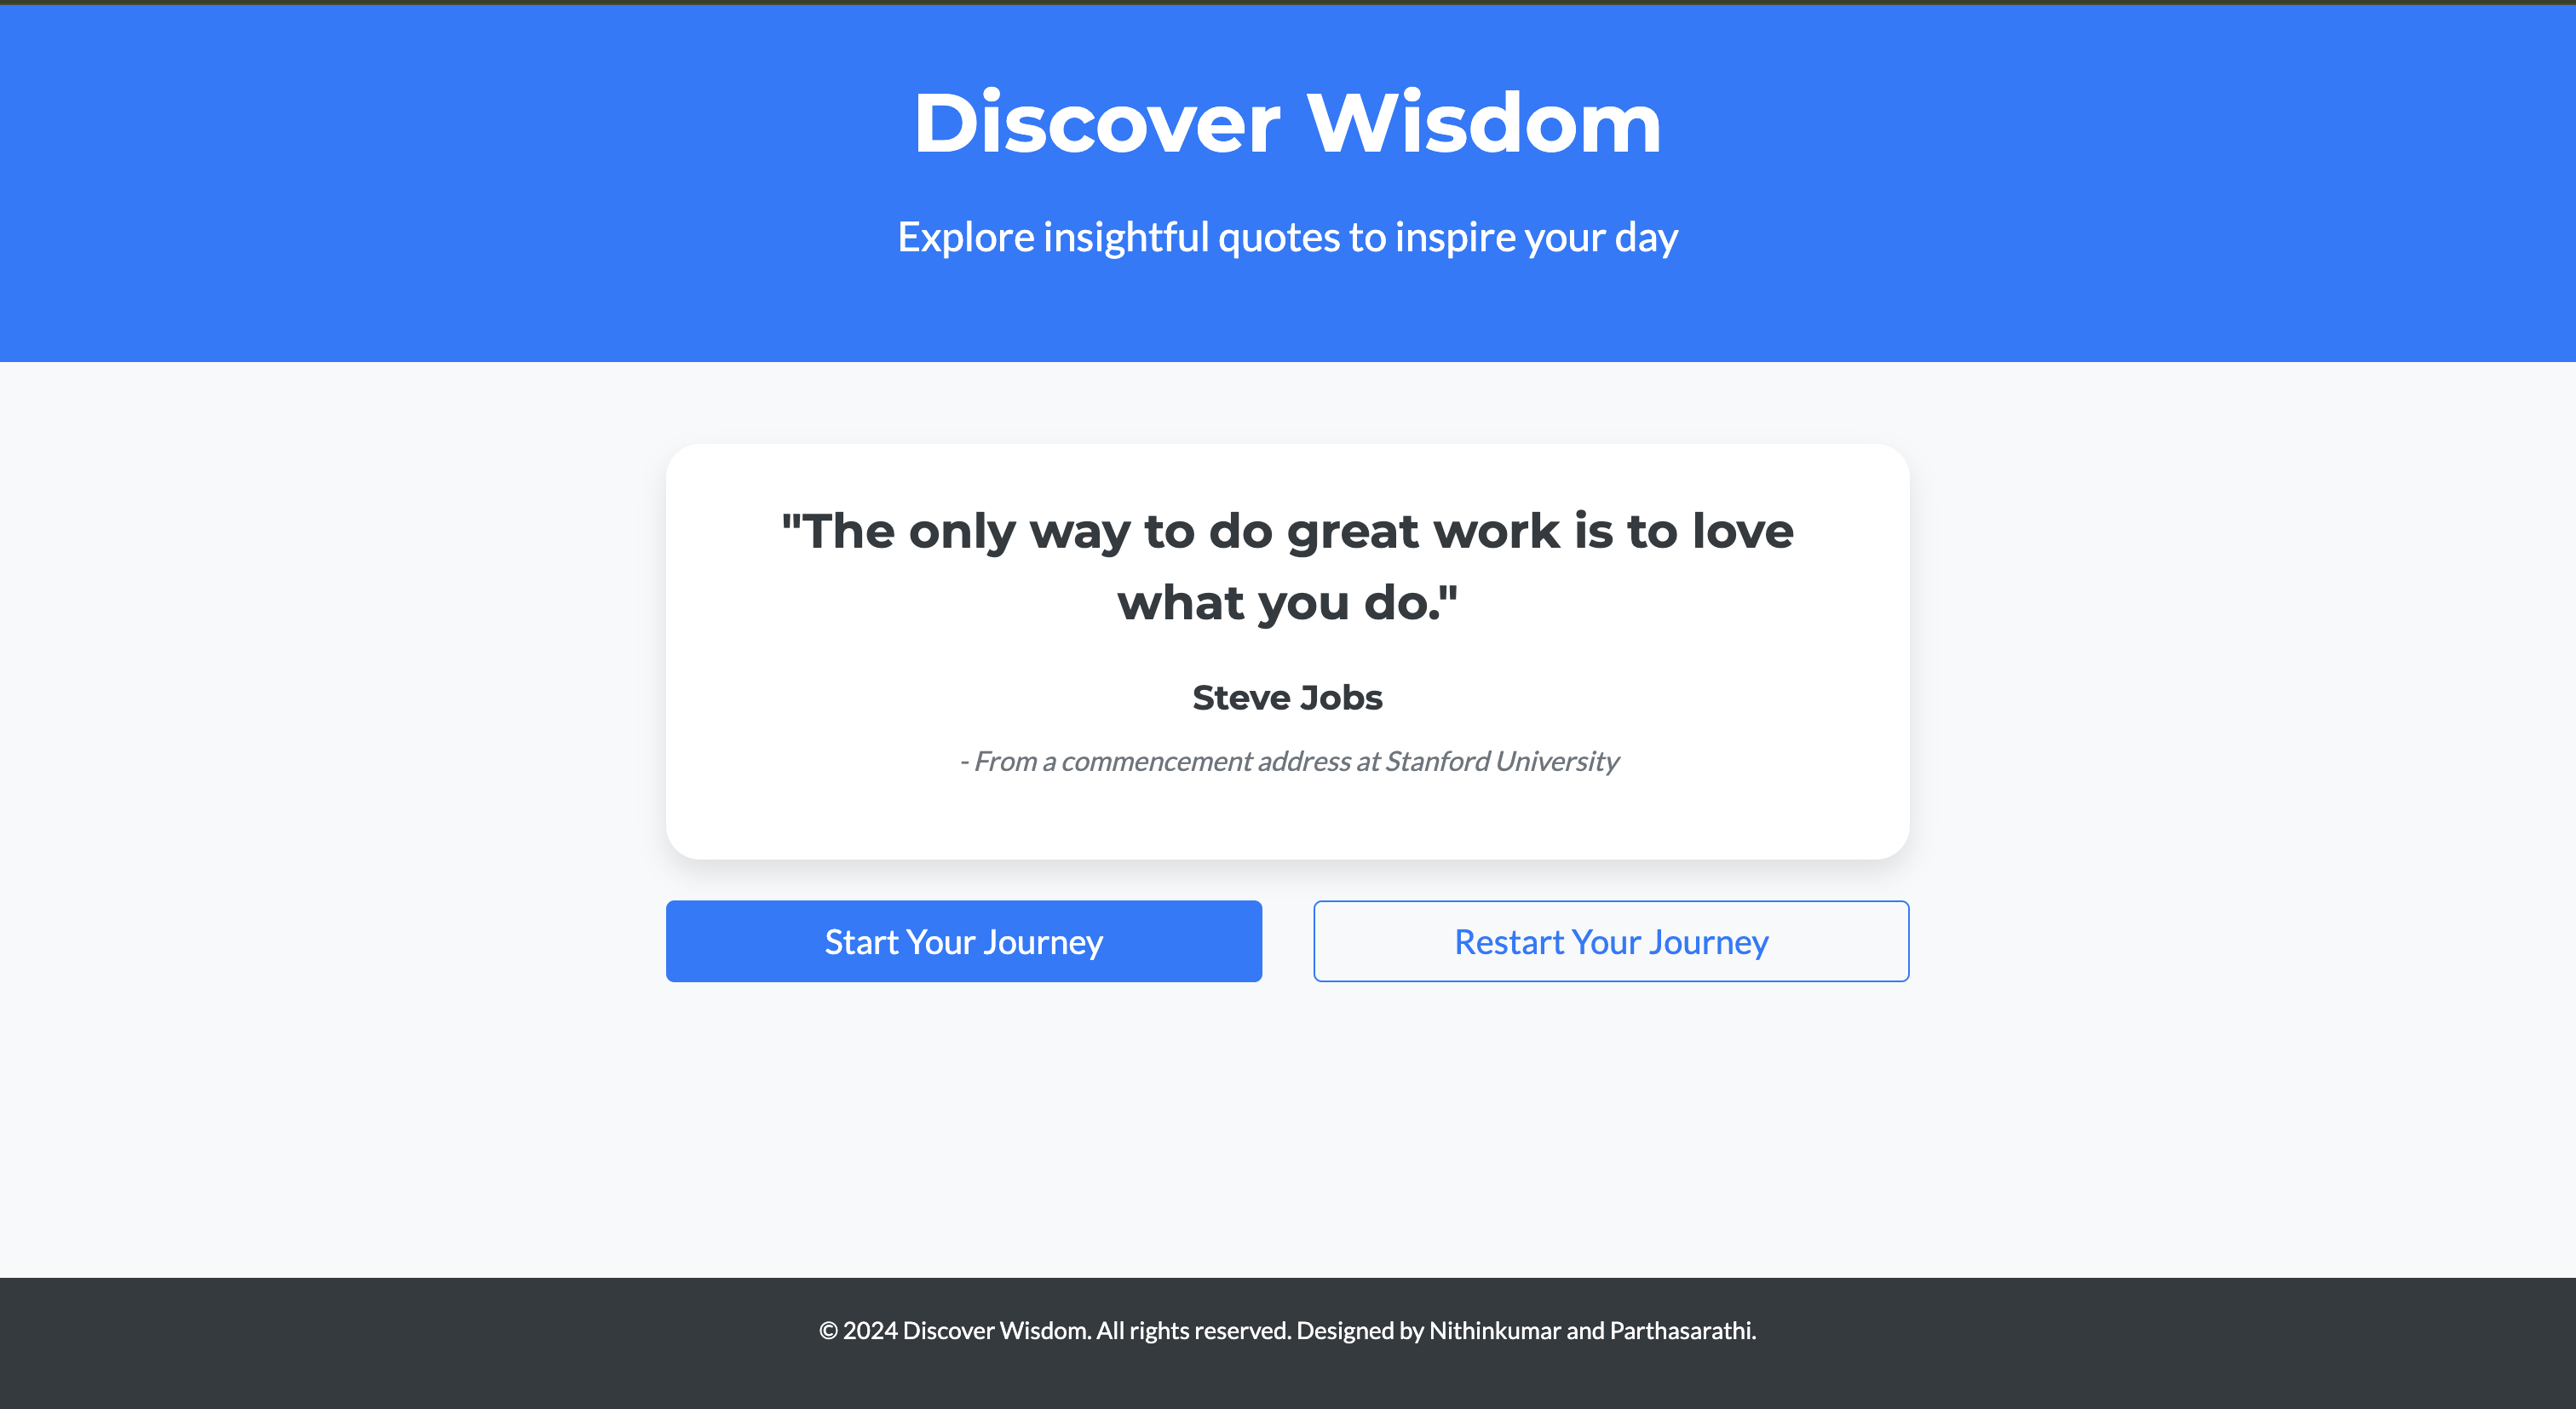 Discover Wisdom
Explore insightful quotes to inspire your day
"The only way to do great work is to love
what you do."
Steve Jobs
- From a commencement address at Stanford University
Start Your Journey
Restart Your Journey
© 2024 Discover Wisdom. All rights reserved. Designed by Nithinkumar and Parthasarathi.